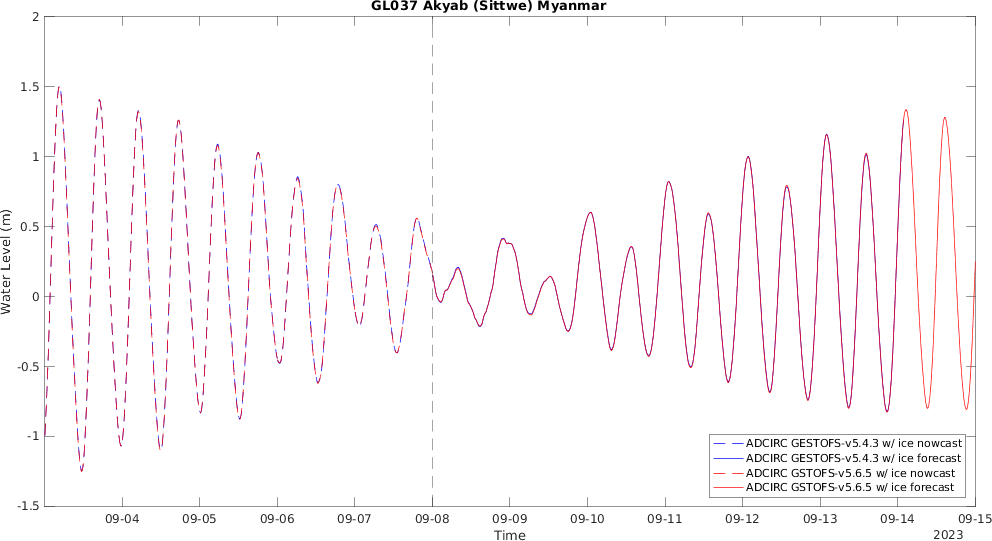 GL037 Akyab (Sittwe) Myanmar
2
1.5
1
0.5
0
-0.5
-1
-1.5
Water Level (m)
ADCIRC GESTOFS-v5.4.3 w/ ice nowcast
ADCIRC GESTOFS-v5.4.3 w/ ice forecast
ADCIRC GSTOFS-v5.6.5 w/ ice nowcast
ADCIRC GSTOFS-v5.6.5 w/ ice forecast
09-04 09-05 09-06 09-07 09-08 09-09 09-10 09-11 09-12 09-13 09-14 09-15
Time
2023